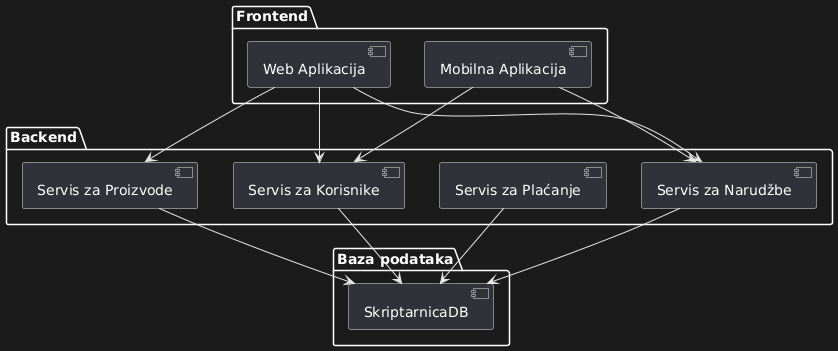 Frontend
Web Aplikacija
Mobilna Aplikacija
Backend
Servis za Proizvode
Servis za Korisnike
Servis za Plaćanje
Servis za Narudžbe
Baza podataka
SkriptarnicaDB